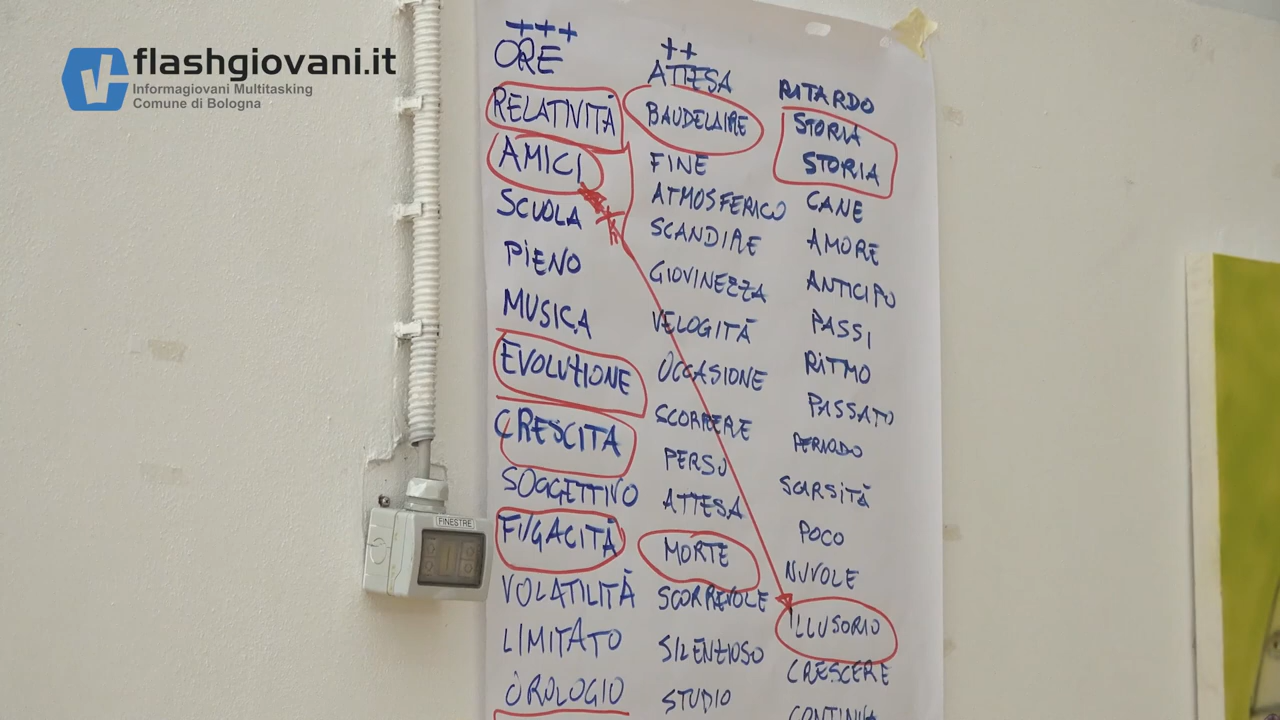 flashgiovani.it
Informagiovani Multitasking
Comune di Bologna
+++
ORE
RELATIVITÀ
AMICI
SCUOLA
PIENO
MUSICA
EVOLUZIONE
CRESCITA
SOGGETTIVO
FUGACITÀ
VOLATILITÀ
LIMITATO
OROLOGIO
++
ATTESA
BAUDELAIRE
FINE
ATMOSFERICO
SCANDIRE
GIOVINEZZA
VELOCITÀ
OCCASIONE
SCORRERE
PERSO
ATTESA
MORTE
SCORREVOLE
SILENZIOSO
STUDIO
RITARDO
STORIA
STORIA
CANE
AMORE
ANTICIPO
PASSI
RITMO
PASSATO
PERIODO
SCARSITÀ
POCO
NUVOLE
ILLUSORIO
CRESCERE
FINESTRE